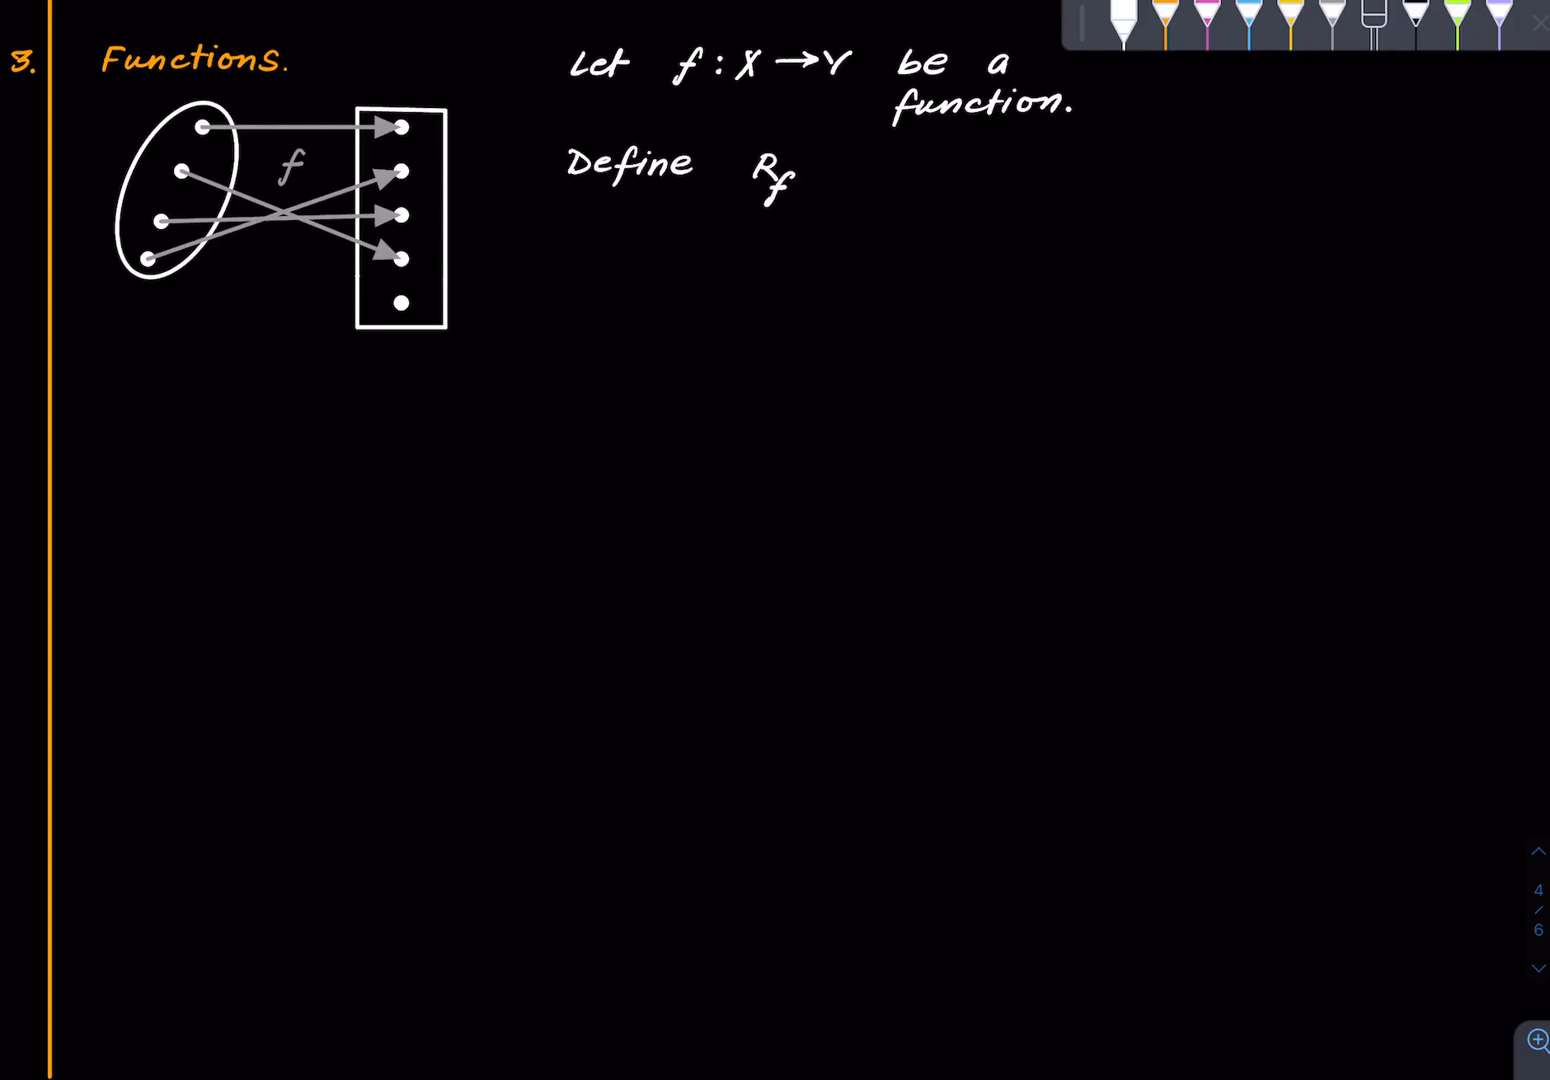 3. Functions.
f
Let f : X → Y be a
function.
Define R_f
4
/
6